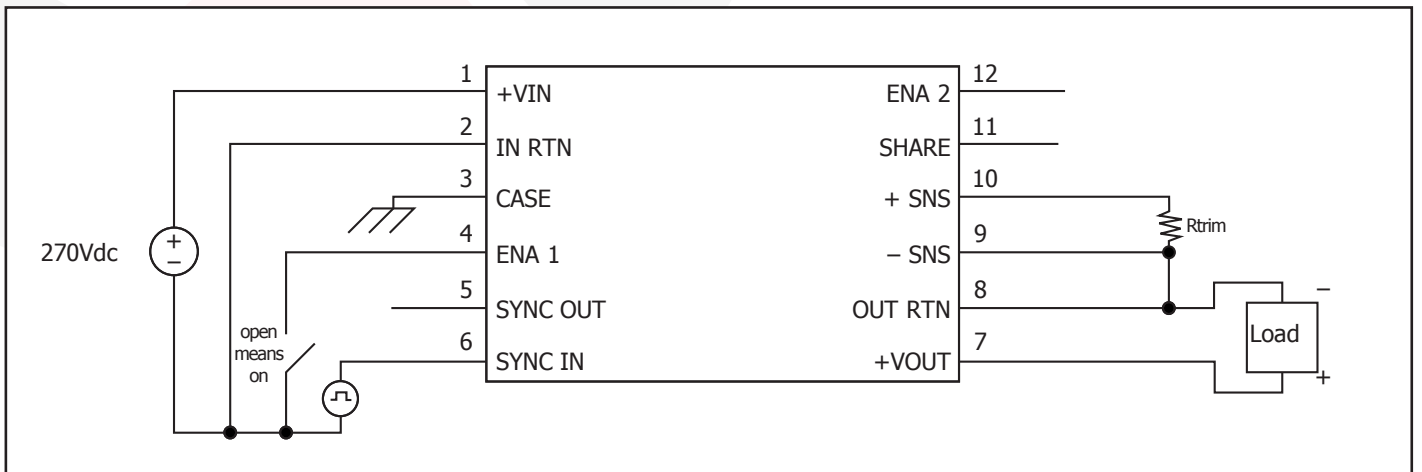 1
+VIN
2
IN RTN
3
CASE
4
ENA 1
5
SYNC OUT
6
SYNC IN
12
ENA 2
11
SHARE
10
+ SNS
9
– SNS
8
OUT RTN
7
+VOUT
270Vdc
+
–
open
means
on
Rtrim
–
Load
+